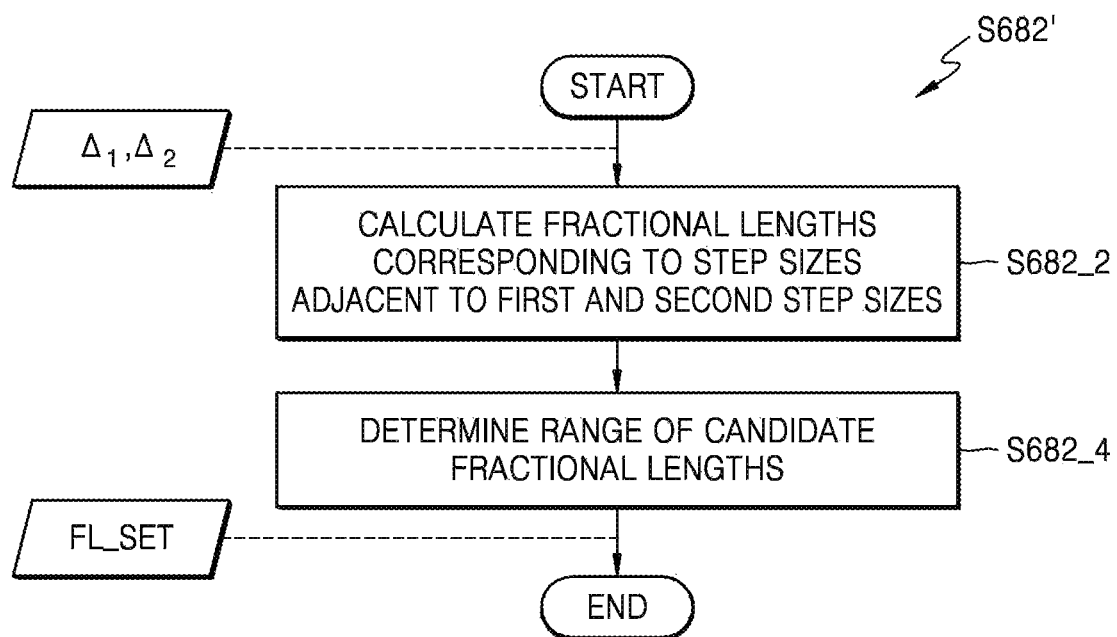 S682'
START
Δ1, Δ2
CALCULATE FRACTIONAL LENGTHS
CORRESPONDING TO STEP SIZES
ADJACENT TO FIRST AND SECOND STEP SIZES
S682_2
DETERMINE RANGE OF CANDIDATE
FRACTIONAL LENGTHS
S682_4
FL_SET
END